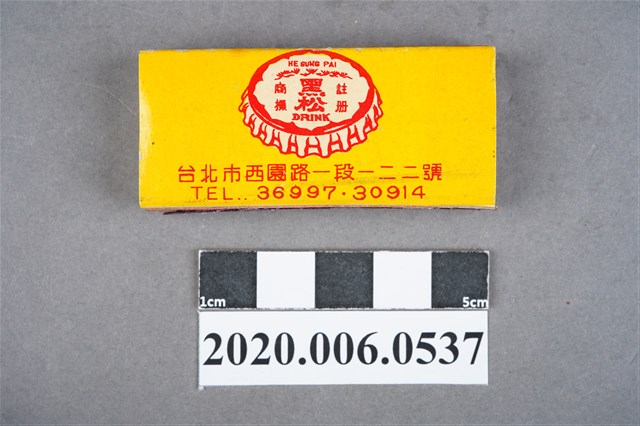 HE SUNG PAI
商標 黑松 註册
DRINK
台北市西園路一段一二二號
TEL.. 36997·30914
1cm 5cm
2020.006.0537